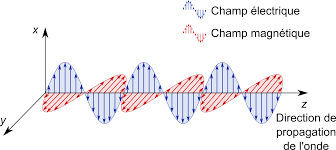 Champ électrique
Champ magnétique
x
y
z
Direction de
propagation
de l'onde